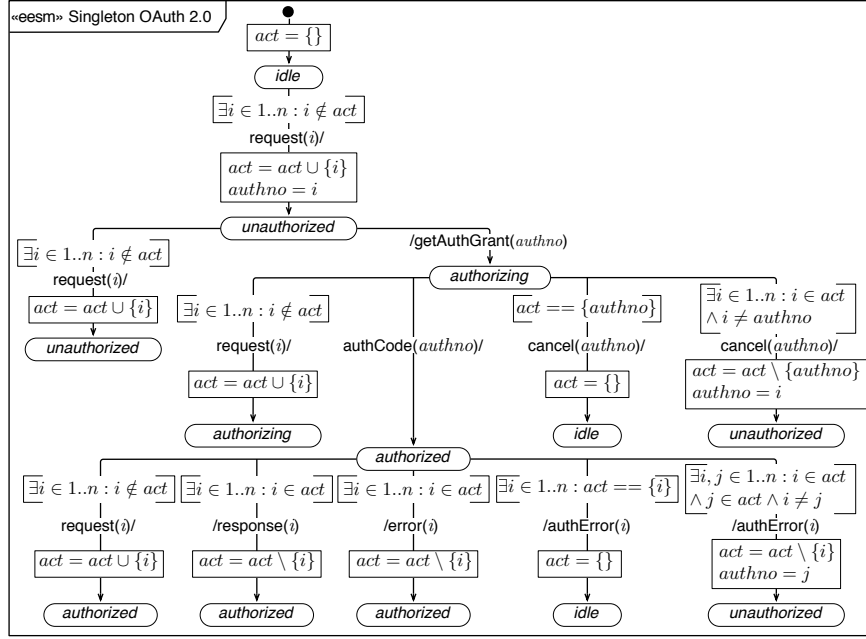 «eesm» Singleton OAuth 2.0
act = {}
idle
∃i ∈ 1..n : i ∉ act
request(i)/
act = act ∪ {i}
authno = i
unauthorized
/getAuthGrant(authno)
∃i ∈ 1..n : i ∉ act
request(i)/
act = act ∪ {i}
unauthorized
authorizing
∃i ∈ 1..n : i ∉ act
request(i)/
act = act ∪ {i}
authorizing
authCode(authno)/
act == {authno}
cancel(authno)/
act = {}
idle
∃i ∈ 1..n : i ∈ act
∧ i ≠ authno
cancel(authno)/
act = act \ {authno}
authno = i
unauthorized
authorized
∃i ∈ 1..n : i ∉ act
request(i)/
act = act ∪ {i}
authorized
∃i ∈ 1..n : i ∈ act
/response(i)
act = act \ {i}
authorized
∃i ∈ 1..n : i ∈ act
/error(i)
act = act \ {i}
authorized
∃i ∈ 1..n : act == {i}
/authError(i)
act = {}
idle
∃i, j ∈ 1..n : i ∈ act
∧ j ∈ act ∧ i ≠ j
/authError(i)
act = act \ {i}
authno = j
unauthorized